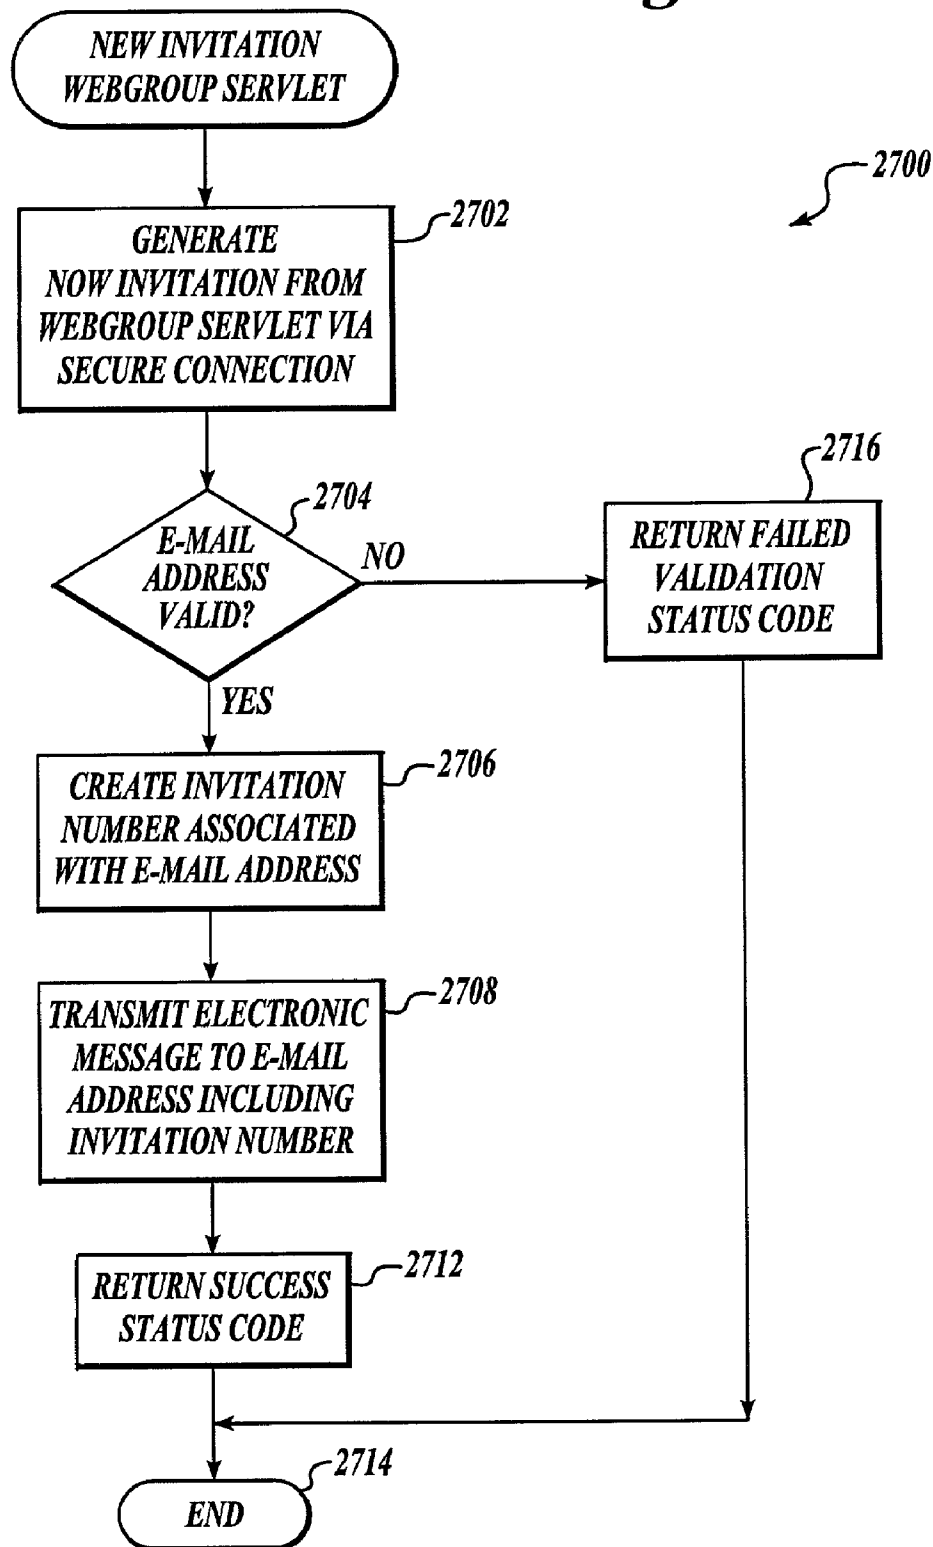 NEW INVITATION
WEBGROUP SERVLET
2700
2702
GENERATE
NOW INVITATION FROM
WEBGROUP SERVLET VIA
SECURE CONNECTION
2704
E-MAIL
ADDRESS
VALID?
NO
2716
RETURN FAILED
VALIDATION
STATUS CODE
YES
2706
CREATE INVITATION
NUMBER ASSOCIATED
WITH E-MAIL ADDRESS
2708
TRANSMIT ELECTRONIC
MESSAGE TO E-MAIL
ADDRESS INCLUDING
INVITATION NUMBER
2712
RETURN SUCCESS
STATUS CODE
2714
END